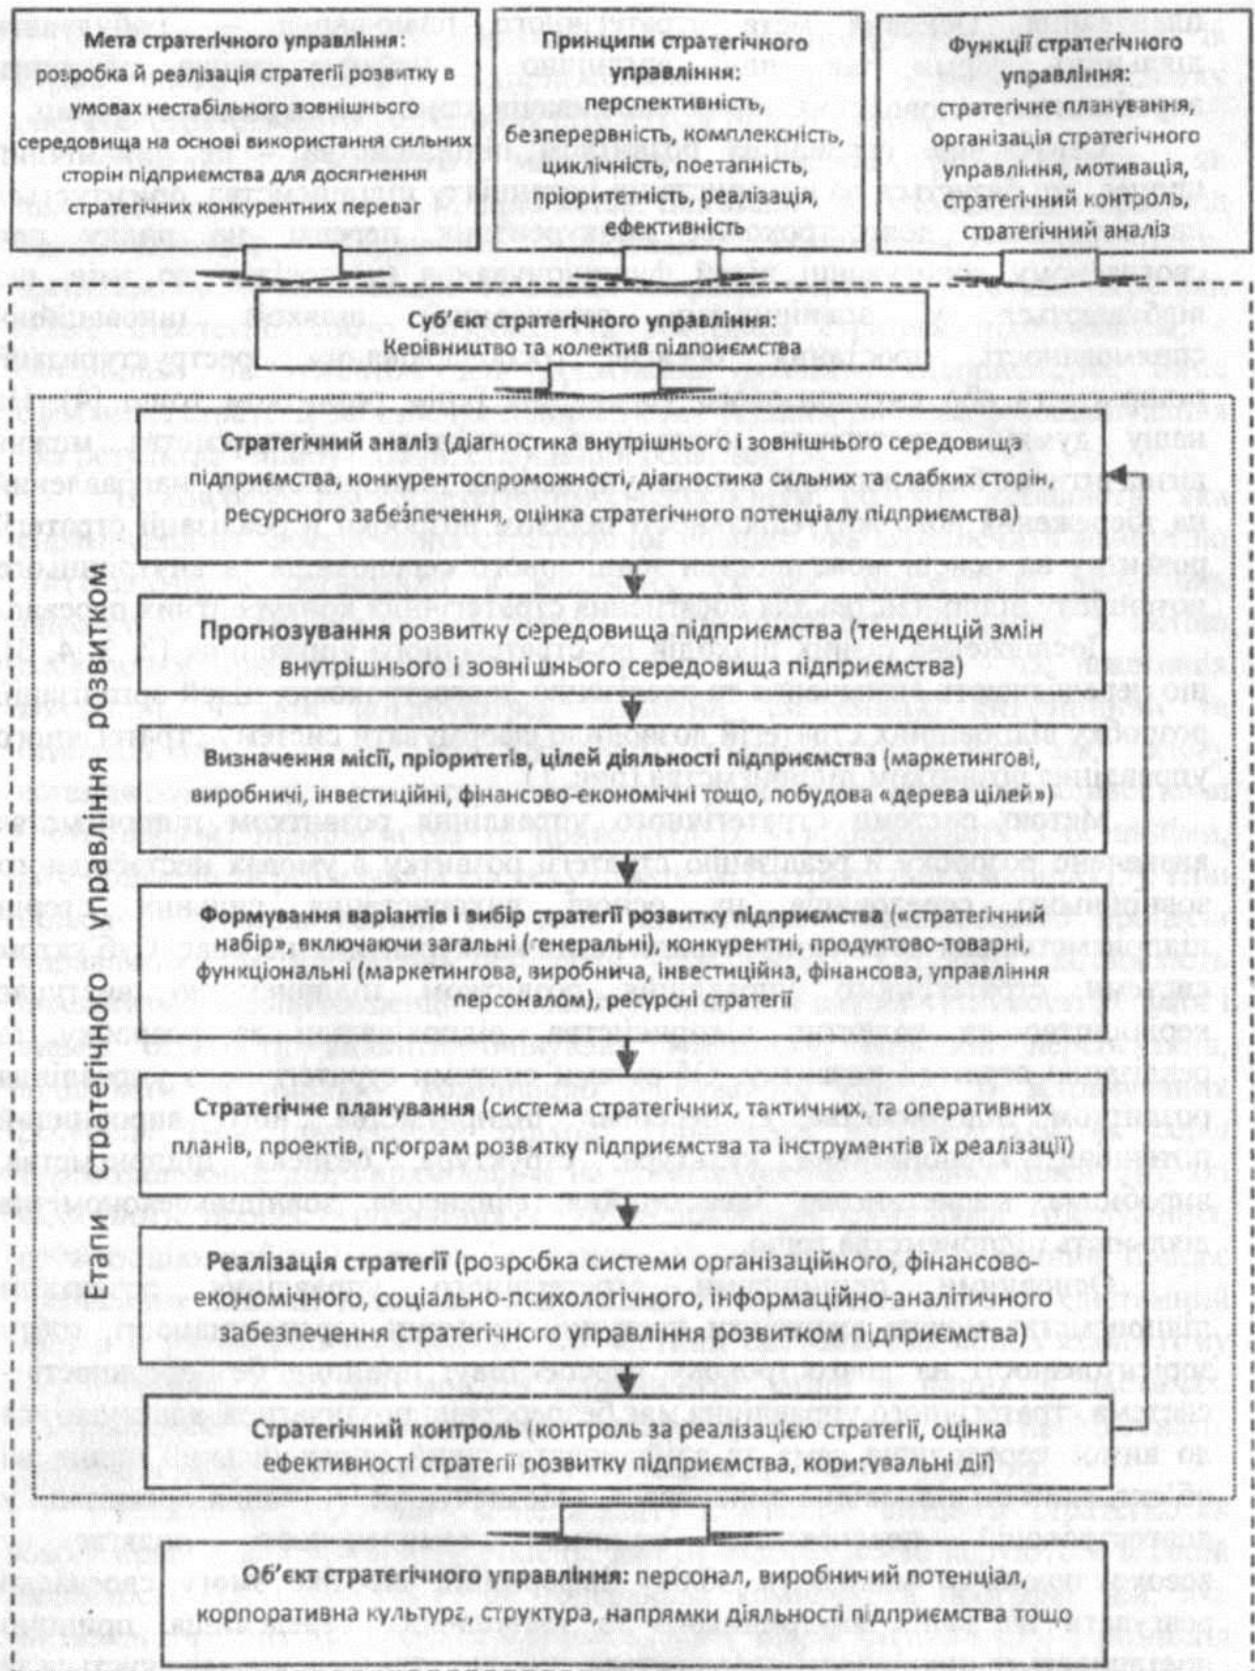 Мета стратегічного управління:
розробка й реалізація стратегії розвитку в
умовах нестабільного зовнішнього
середовища на основі використання сильних
сторін підприємства для досягнення
стратегічних конкурентних переваг
Принципи стратегічного
управління:
перспективність,
безперервність, комплексність,
циклічність, поетапність,
пріоритетність, реалізація,
ефективність
Функції стратегічного
управління:
стратегічне планування,
організація стратегічного
управління, мотивація,
стратегічний контроль,
стратегічний аналіз
Суб'єкт стратегічного управління:
Керівництво та колектив підприємства
Етапи стратегічного управління розвитком
Стратегічний аналіз (діагностика внутрішнього і зовнішнього середовища
підприємства, конкурентоспроможності, діагностика сильних та слабких сторін,
ресурсного забезпечення, оцінка стратегічного потенціалу підприємства)
Прогнозування розвитку середовища підприємства (тенденцій змін
внутрішнього і зовнішнього середовища підприємства)
Визначення місії, пріоритетів, цілей діяльності підприємства (маркетингові,
виробничі, інвестиційні, фінансово-економічні тощо, побудова «дерева цілей»)
Формування варіантів і вибір стратегії розвитку підприємства («стратегічний
набір», включаючи загальні (генеральні), конкурентні, продуктово-товарні,
функціональні (маркетингова, виробнича, інвестиційна, фінансова, управління
персоналом), ресурсні стратегії
Стратегічне планування (система стратегічних, тактичних, та оперативних
планів, проектів, програм розвитку підприємства та інструментів їх реалізації)
Реалізація стратегії (розробка системи організаційного, фінансово-
економічного, соціально-психологічного, інформаційно-аналітичного
забезпечення стратегічного управління розвитком підприємства)
Стратегічний контроль (контроль за реалізацією стратегії, оцінка
ефективності стратегії розвитку підприємства, коригувальні дії)
Об'єкт стратегічного управління: персонал, виробничий потенціал,
корпоративна культура, структура, напрямки діяльності підприємства тощо